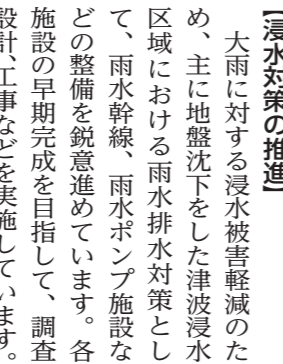 【浸水対策の推進】
大雨に対する浸水被害軽減のた
め、主に地盤沈下をした津波浸水
区域における雨水排水対策とし
て、雨水幹線、雨水ポンプ施設な
どの整備を鋭意進めています。各
施設の早期完成を目指して、調査
設計、工事などを実施しています。